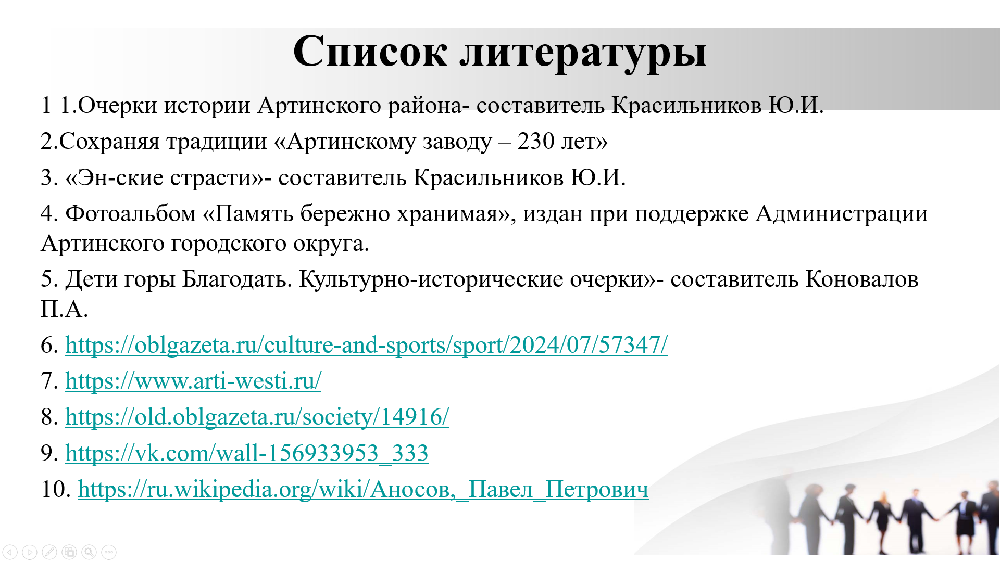 Список литературы
1 1.Очерки истории Артинского района- составитель Красильников Ю.И.
2.Сохраняя традиции «Артинскому заводу – 230 лет»
3. «Эн-ские страсти»- составитель Красильников Ю.И.
4. Фотоальбом «Память бережно хранимая», издан при поддержке Администрации
Артинского городского округа.
5. Дети горы Благодать. Культурно-исторические очерки»- составитель Коновалов
П.А.
6. https://oblgazeta.ru/culture-and-sports/sport/2024/07/57347/
7. https://www.arti-westi.ru/
8. https://old.oblgazeta.ru/society/14916/
9. https://vk.com/wall-156933953_333
10. https://ru.wikipedia.org/wiki/Аносов,_Павел_Петрович